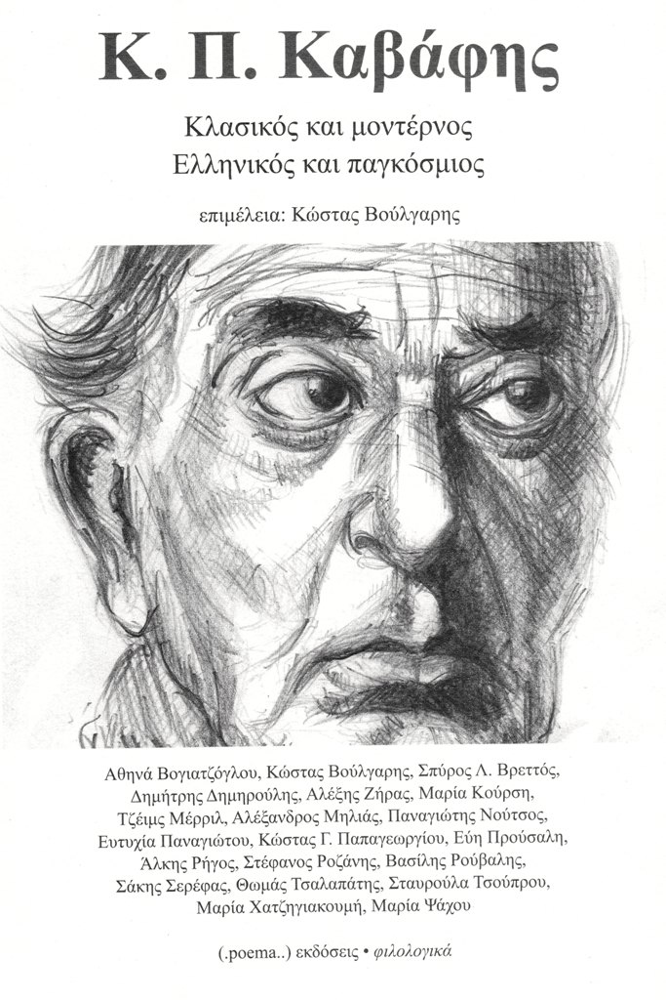 Κ. Π. Καβάφης
Κλασικός και μοντέρνος
Ελληνικός και παγκόσμιος
επιμέλεια: Κώστας Βούλγαρης
Αθηνά Βογιατζόγλου, Κώστας Βούλγαρης, Σπύρος Λ. Βρεττός,
Δημήτρης Δημηρούλης, Αλέξης Ζήρας, Μαρία Κούρση,
Τζέιμς Μέρριλ, Αλέξανδρος Μηλιάς, Παναγιώτης Νούτσος,
Ευτυχία Παναγιώτου, Κώστας Γ. Παπαγεωργίου, Εύη Προύσαλη,
Άλκης Ρήγος, Στέφανος Ροζάνης, Βασίλης Ρούβαλης,
Σάκης Σερέφας, Θωμάς Τσαλαπάτης, Σταυρούλα Τσούπρου,
Μαρία Χατζηγιακουμή, Μαρία Ψάχου
(.poema..) εκδόσεις • φιλολογικά